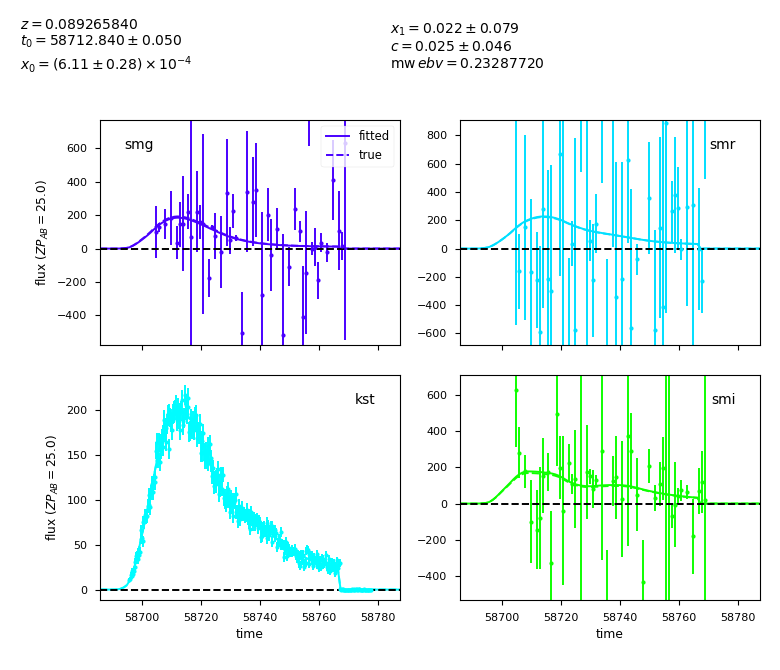 z = 0.089265840
t₀ = 58712.840 ± 0.050
x₀ = (6.11 ± 0.28) × 10⁻⁴
x₁ = 0.022 ± 0.079
c = 0.025 ± 0.046
mw ebv = 0.23287720
smg
fitted
true
600
400
200
0
−200
−400
flux (ZP_AB = 25.0)
smr
800
600
400
200
0
−200
−400
−600
kst
200
150
100
50
0
flux (ZP_AB = 25.0)
58700 58720 58740 58760 58780
time
smi
600
400
200
0
−200
−400
58700 58720 58740 58760 58780
time